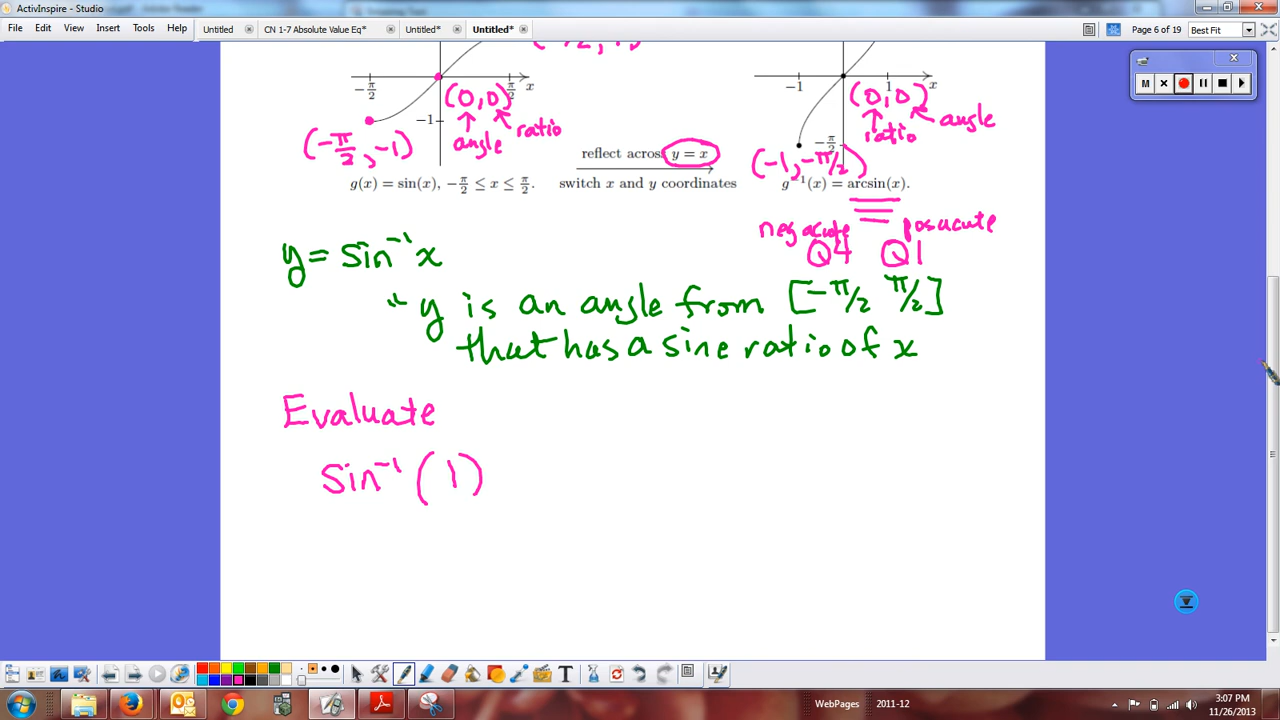 ActivInspire - Studio
File Edit View Insert Tools Help
Untitled CN 1-7 Absolute Value Eq* Untitled* Untitled*
Page 6 of 19 Best Fit
M
-π/2 π/2 x
-1
(0,0)
angle ratio
(-π/2, -1)
g(x) = sin(x), -π/2 ≤ x ≤ π/2.
reflect across y = x
switch x and y coordinates
-1 1 x
-π/2
(0,0)
ratio angle
(-1, -π/2)
g⁻¹(x) = arcsin(x).
neg acute pos acute
Q4 Q1
y = sin⁻¹ x
" y is an angle from [-π/2 π/2]
that has a sine ratio of x
Evaluate
sin⁻¹ (1)
T
WebPages 2011-12
3:07 PM
11/26/2013